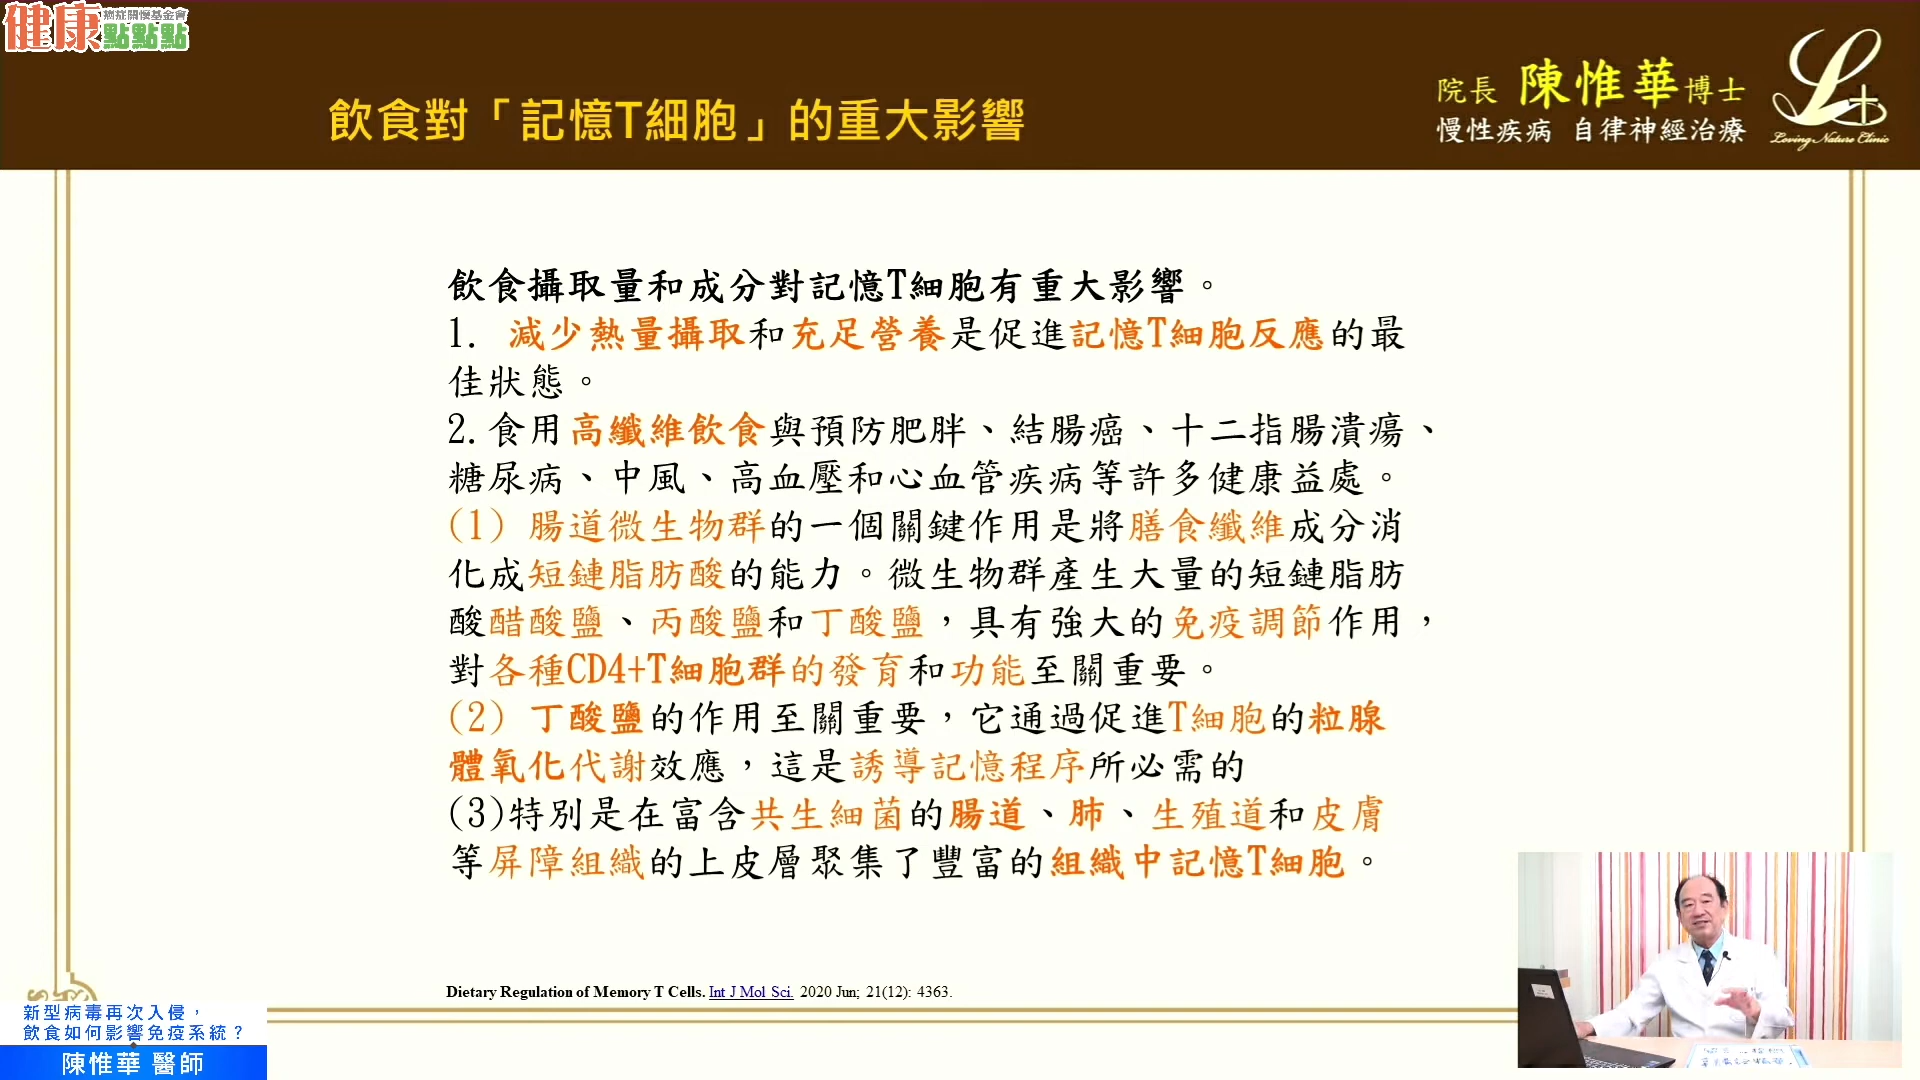 健康點點點
癌症關懷基金會
飲食對「記憶T細胞」的重大影響
院長 陳惟華博士
慢性疾病 自律神經治療
Loving Nature Clinic
飲食攝取量和成分對記憶T細胞有重大影響。
1. 減少熱量攝取和充足營養是促進記憶T細胞反應的最
佳狀態。
2.食用高纖維飲食與預防肥胖、結腸癌、十二指腸潰瘍、
糖尿病、中風、高血壓和心血管疾病等許多健康益處。
(1) 腸道微生物群的一個關鍵作用是將膳食纖維成分消
化成短鏈脂肪酸的能力。微生物群產生大量的短鏈脂肪
酸醋酸鹽、丙酸鹽和丁酸鹽，具有強大的免疫調節作用，
對各種CD4+T細胞群的發育和功能至關重要。
(2) 丁酸鹽的作用至關重要，它通過促進T細胞的粒腺
體氧化代謝效應，這是誘導記憶程序所必需的
(3)特別是在富含共生細菌的腸道、肺、生殖道和皮膚
等屏障組織的上皮層聚集了豐富的組織中記憶T細胞。
Dietary Regulation of Memory T Cells. Int J Mol Sci. 2020 Jun; 21(12): 4363.
新型病毒再次入侵，
飲食如何影響免疫系統？
陳惟華 醫師